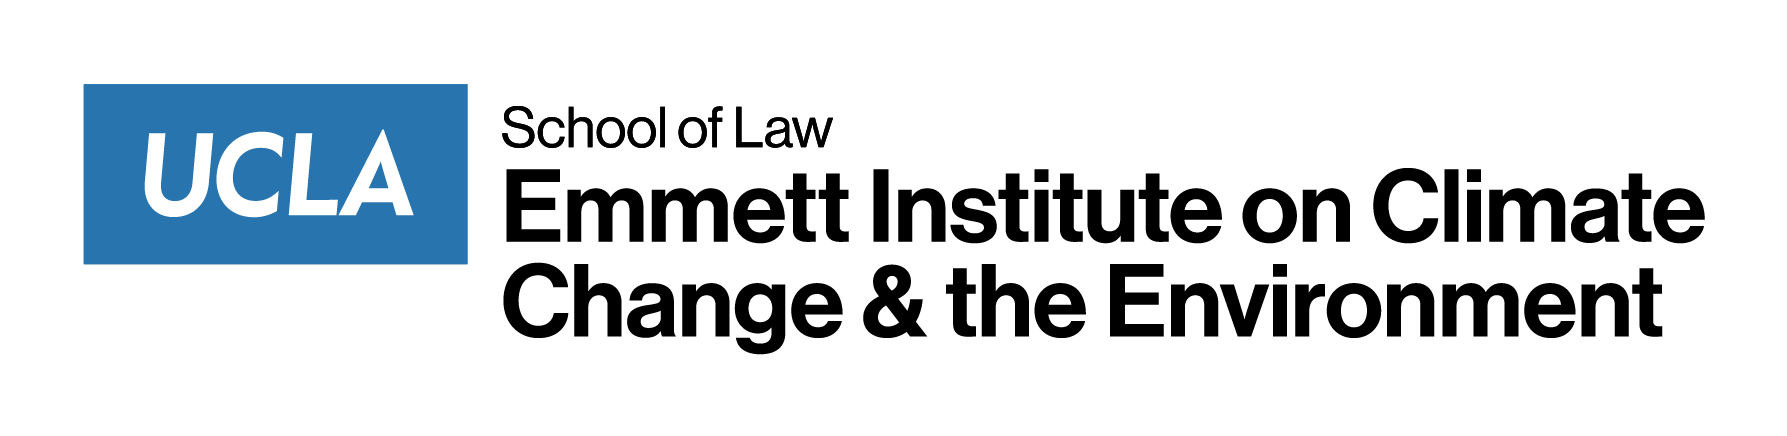 UCLA
School of Law
Emmett Institute on Climate
Change & the Environment